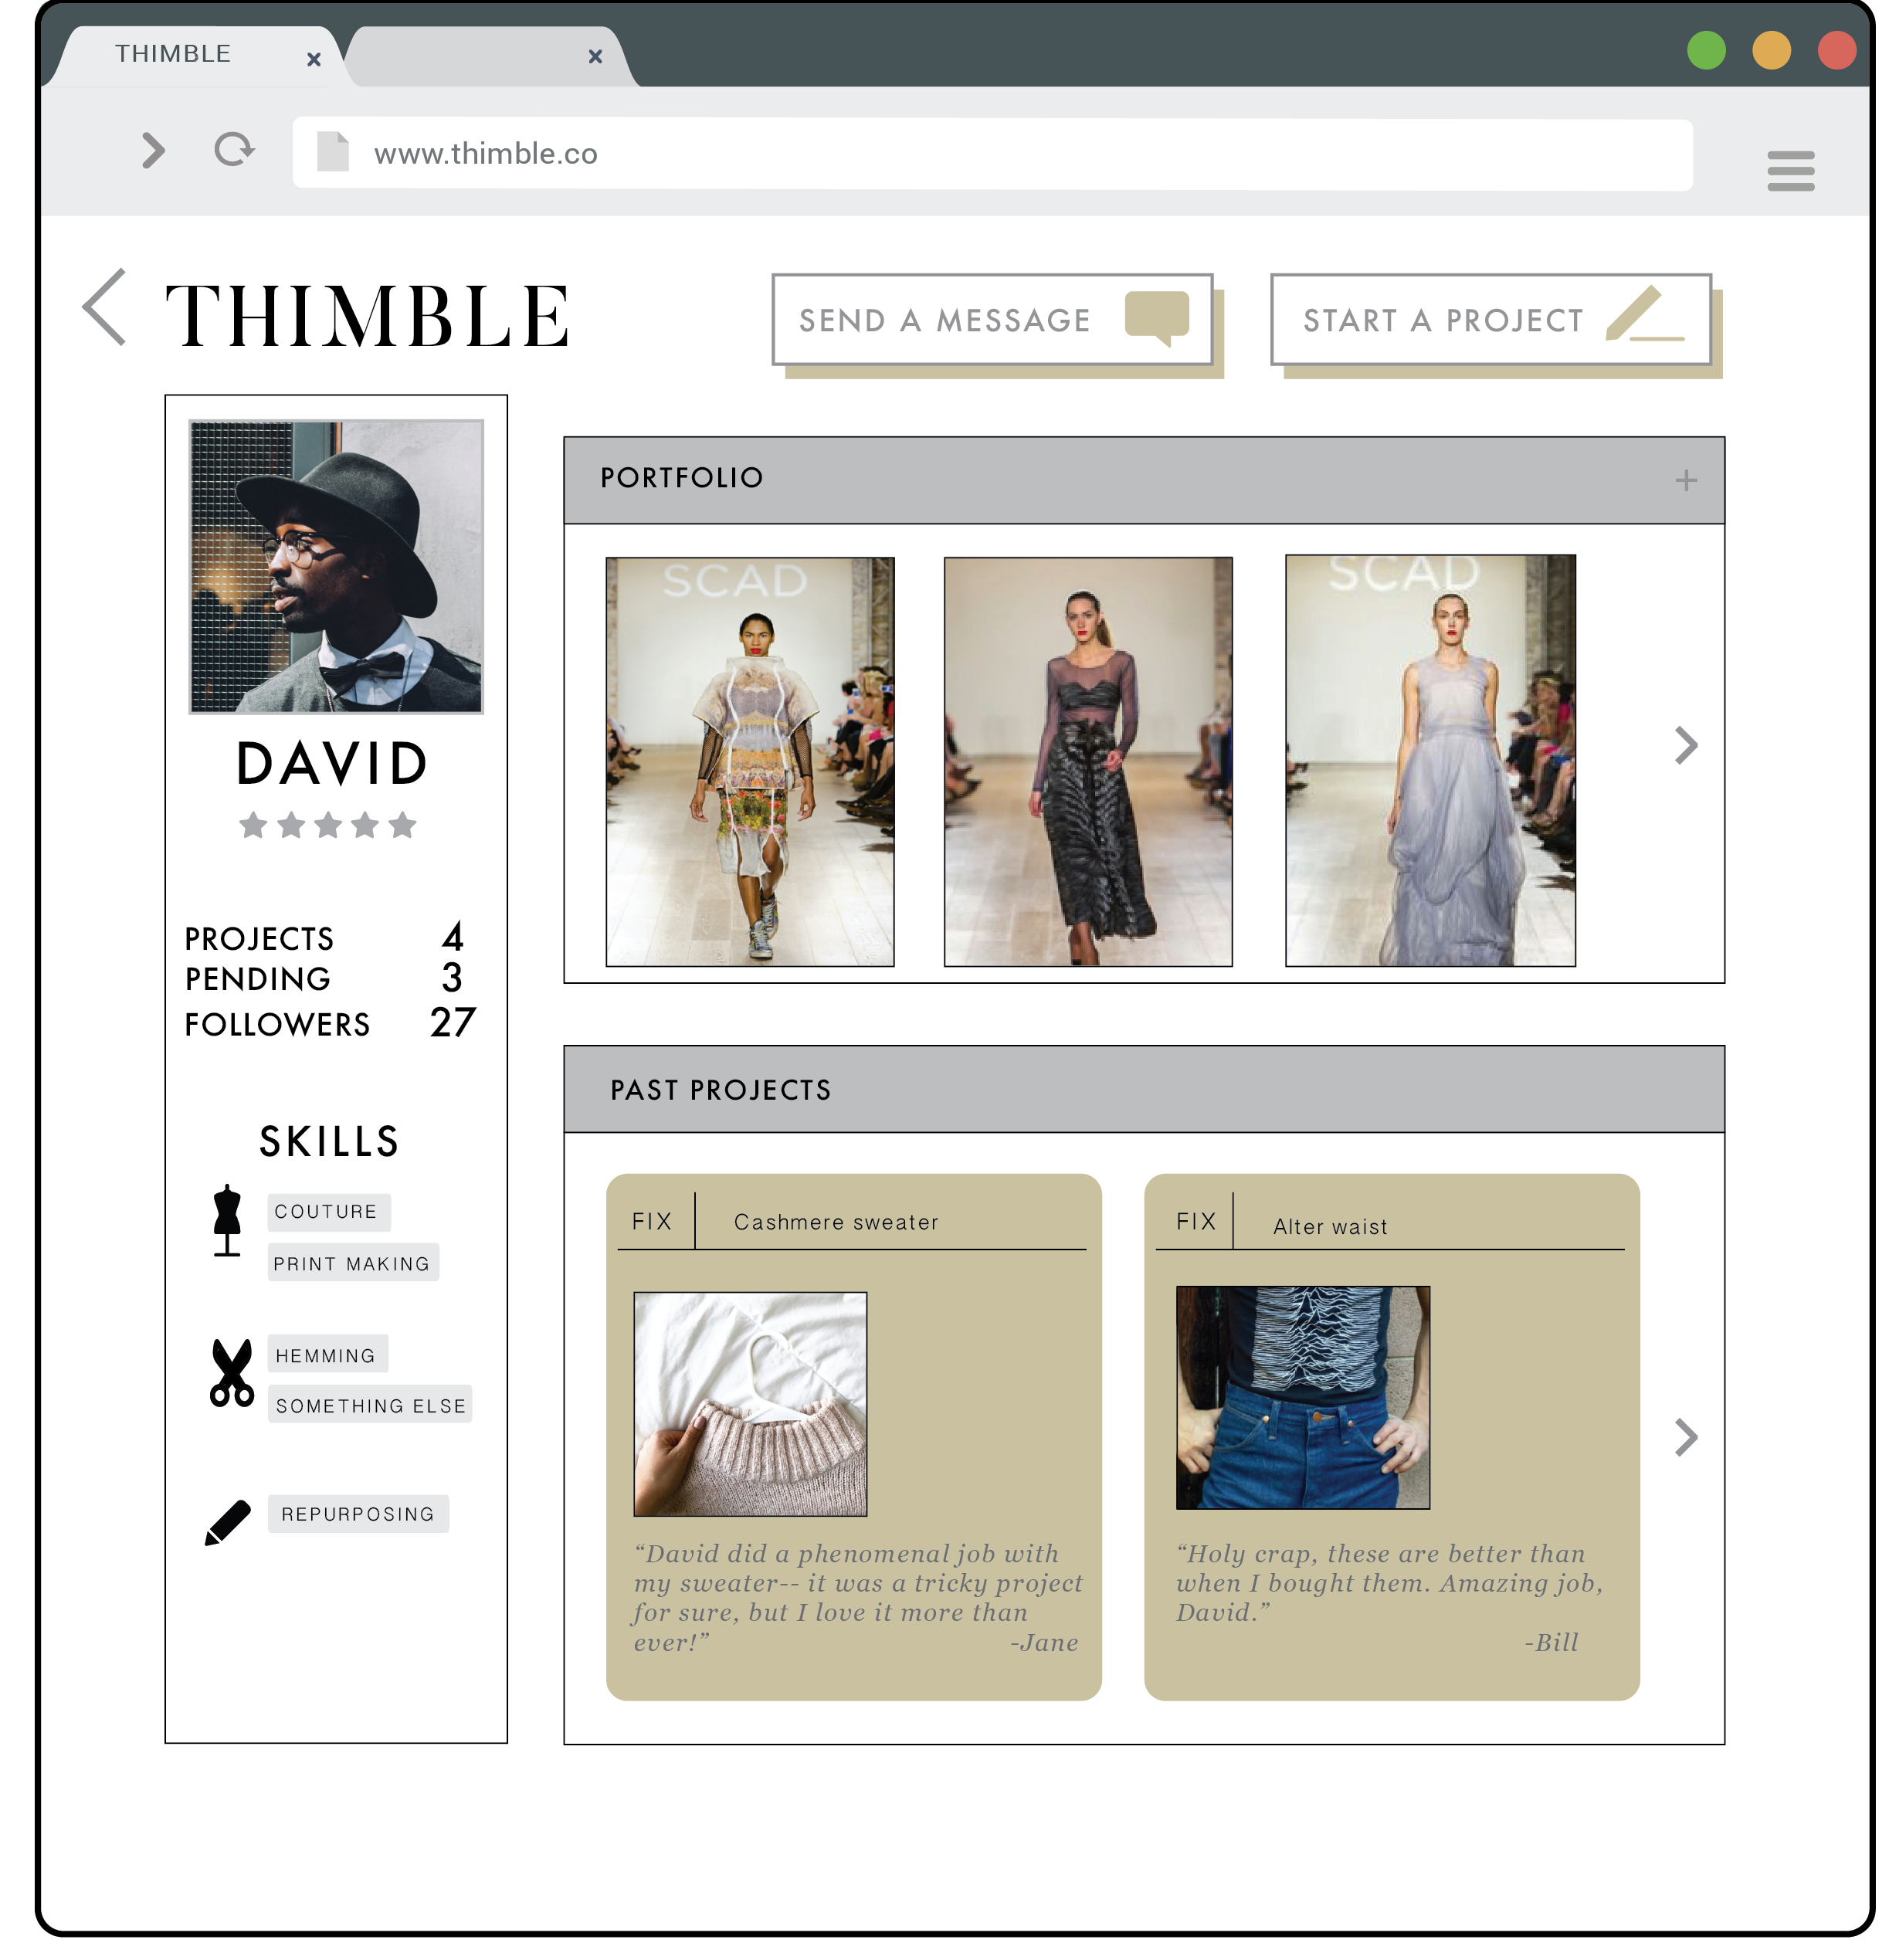 THIMBLE
www.thimble.co
THIMBLE
SEND A MESSAGE
START A PROJECT
DAVID
PROJECTS 4
PENDING 3
FOLLOWERS 27
SKILLS
COUTURE
PRINT MAKING
HEMMING
SOMETHING ELSE
REPURPOSING
PORTFOLIO
SCAD
SCAD
PAST PROJECTS
FIX Cashmere sweater
“David did a phenomenal job with
my sweater-- it was a tricky project
for sure, but I love it more than
ever!” -Jane
FIX Alter waist
“Holy crap, these are better than
when I bought them. Amazing job,
David.”
-Bill